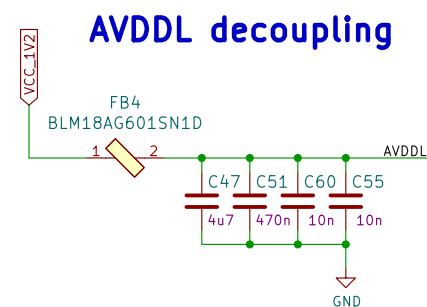 AVDDL decoupling
VCC_1V2
FB4
BLM18AG601SN1D
1 2
AVDDL
C47 C51 C60 C55
4u7 470n 10n 10n
GND